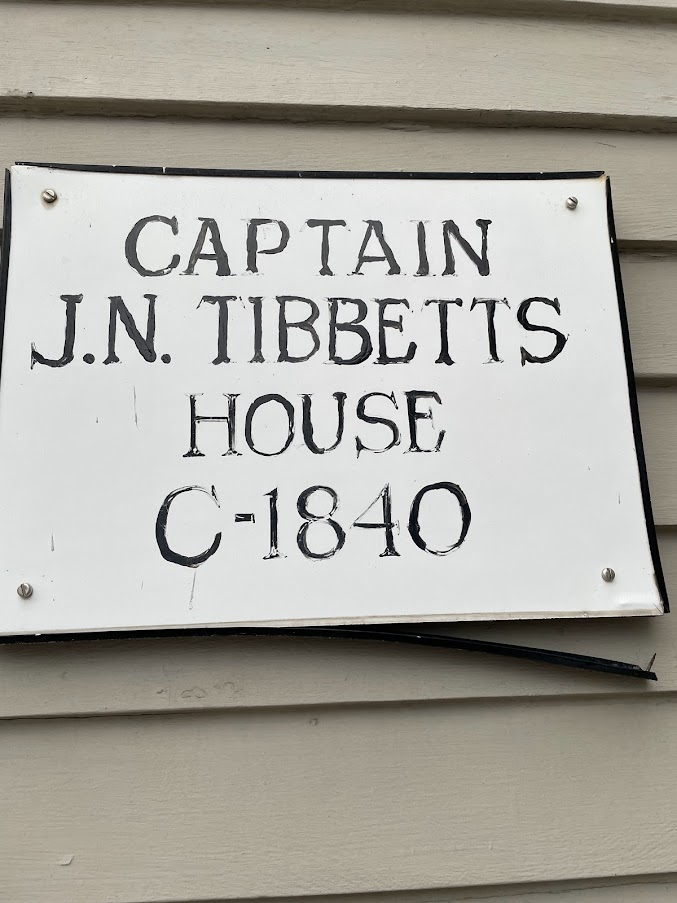 CAPTAIN
J.N. TIBBETTS
HOUSE
C-1840